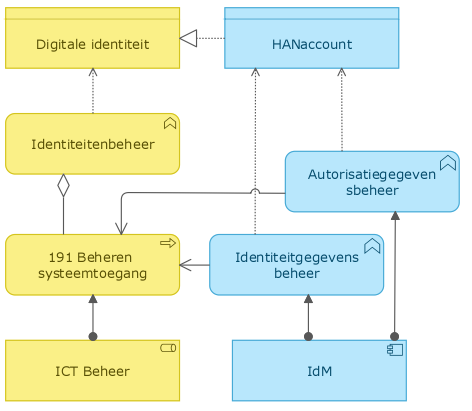 Digitale identiteit
HANaccount
Identiteitenbeheer
Autorisatiegegeven
sbeheer
191 Beheren
systeemtoegang
Identiteitgegevens
beheer
ICT Beheer
IdM